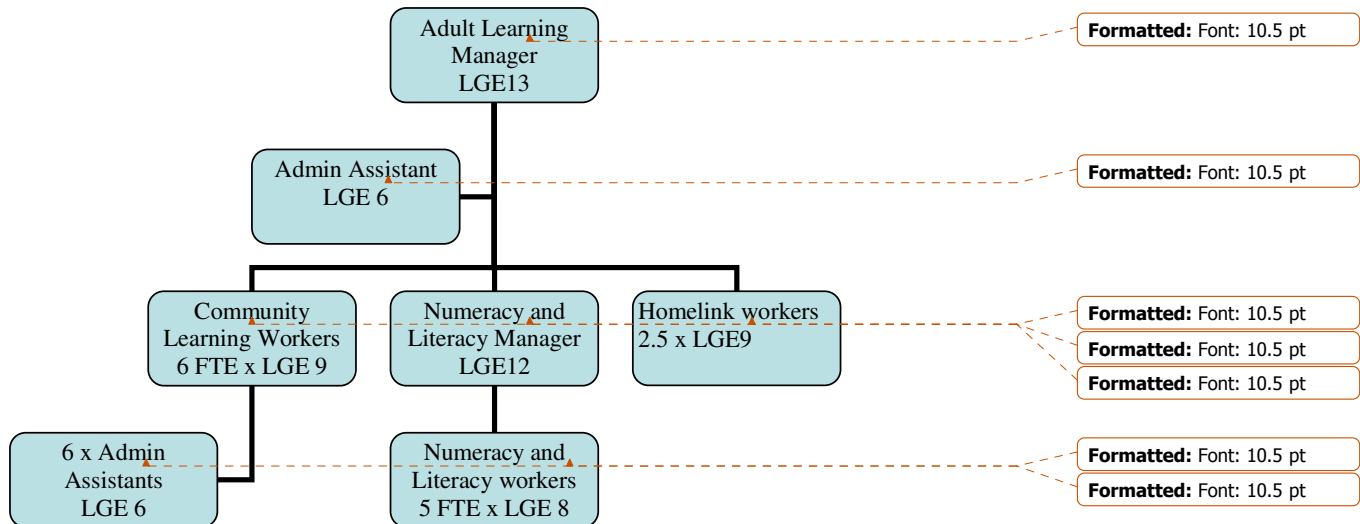 Adult Learning
Manager
LGE13
Formatted: Font: 10.5 pt
Admin Assistant
LGE 6
Formatted: Font: 10.5 pt
Community
Learning Workers
6 FTE x LGE 9
Numeracy and
Literacy Manager
LGE12
Homelink workers
2.5 x LGE9
Formatted: Font: 10.5 pt
Formatted: Font: 10.5 pt
Formatted: Font: 10.5 pt
6 x Admin
Assistants
LGE 6
Numeracy and
Literacy workers
5 FTE x LGE 8
Formatted: Font: 10.5 pt
Formatted: Font: 10.5 pt